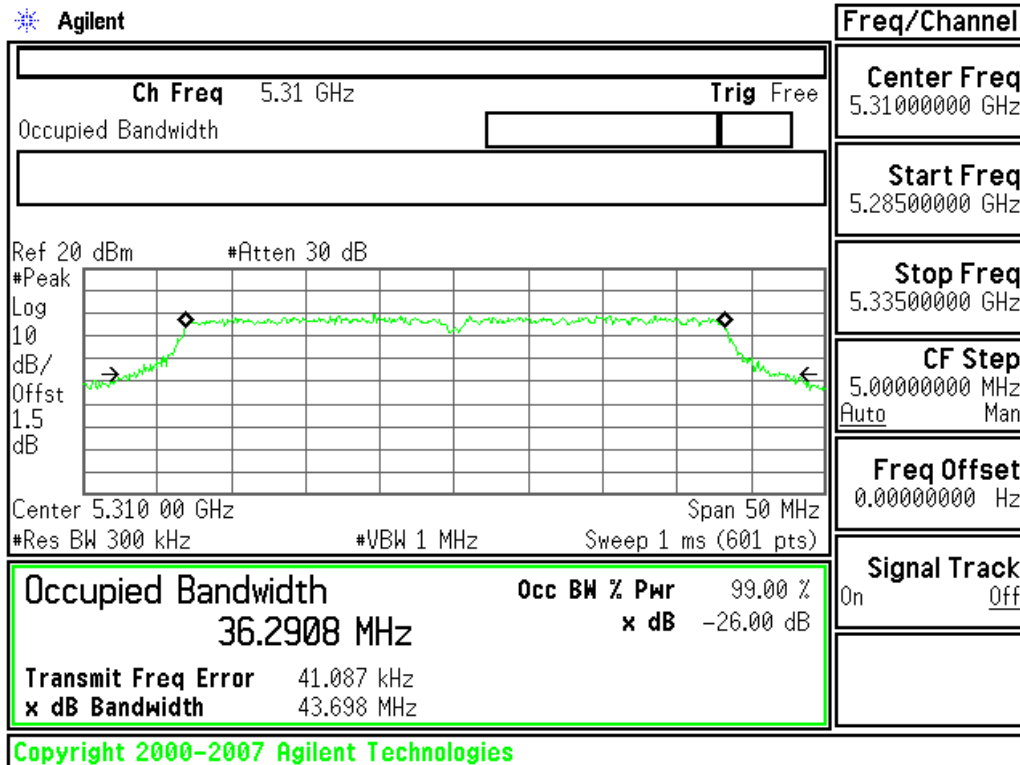 Agilent
Freq/Channel
Ch Freq 5.31 GHz Trig Free
Occupied Bandwidth
Center Freq
5.31000000 GHz
Start Freq
5.28500000 GHz
Stop Freq
5.33500000 GHz
CF Step
5.00000000 MHz
Auto Man
Freq Offset
0.00000000 Hz
Signal Track
On Off
Ref 20 dBm #Atten 30 dB
#Peak
Log
10
dB/
Offst
1.5
dB
Center 5.310 00 GHz Span 50 MHz
#Res BW 300 kHz #VBW 1 MHz Sweep 1 ms (601 pts)
Occupied Bandwidth
36.2908 MHz
Occ BW % Pwr 99.00 %
x dB -26.00 dB
Transmit Freq Error 41.087 kHz
x dB Bandwidth 43.698 MHz
Copyright 2000-2007 Agilent Technologies